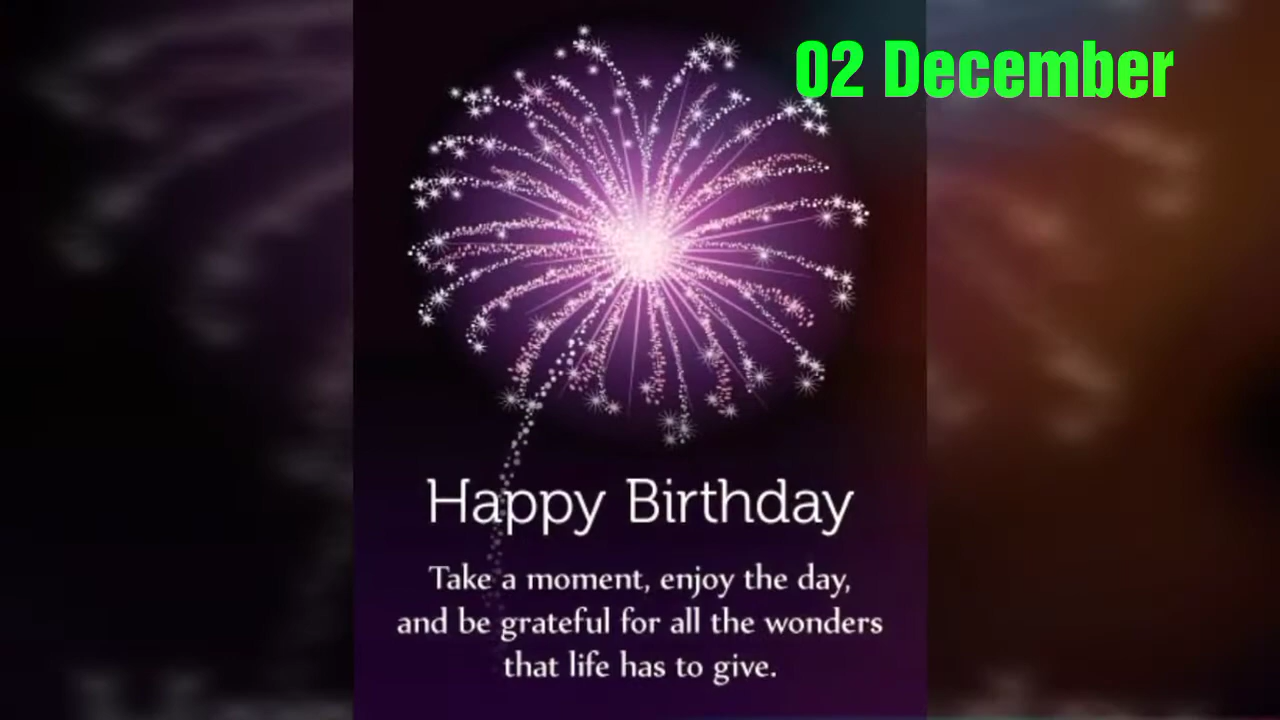 02 December
Happy Birthday
Take a moment, enjoy the day,
and be grateful for all the wonders
that life has to give.